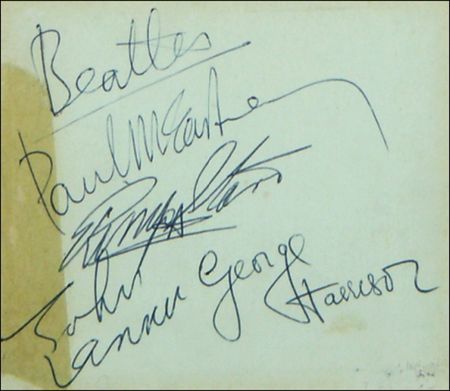 Beatles
Paul McCartney
Ringo Starr
John Lennon
George Harrison